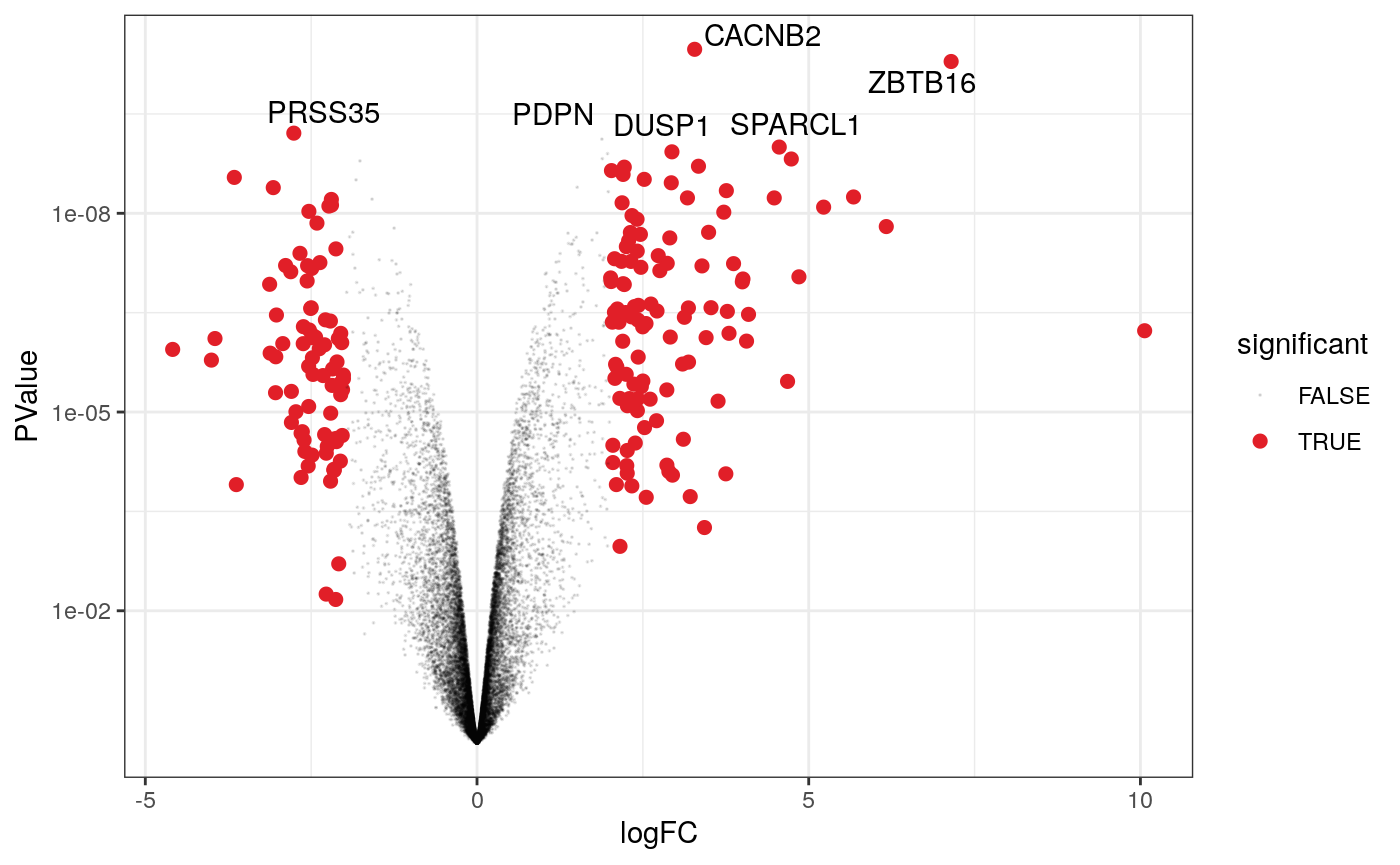 CACNB2
ZBTB16
PRSS35
PDPN
DUSP1
SPARCL1
1e-08
1e-05
1e-02
PValue
-5
0
5
10
logFC
significant
FALSE
TRUE